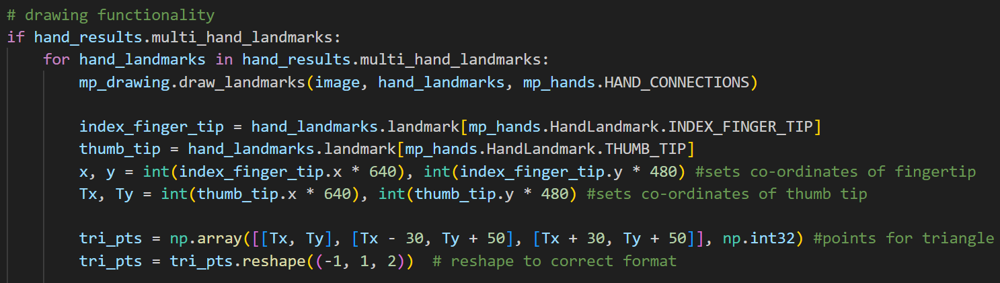 # drawing functionality
if hand_results.multi_hand_landmarks:
    for hand_landmarks in hand_results.multi_hand_landmarks:
        mp_drawing.draw_landmarks(image, hand_landmarks, mp_hands.HAND_CONNECTIONS)

        index_finger_tip = hand_landmarks.landmark[mp_hands.HandLandmark.INDEX_FINGER_TIP]
        thumb_tip = hand_landmarks.landmark[mp_hands.HandLandmark.THUMB_TIP]
        x, y = int(index_finger_tip.x * 640), int(index_finger_tip.y * 480) #sets co-ordinates of fingertip
        Tx, Ty = int(thumb_tip.x * 640), int(thumb_tip.y * 480) #sets co-ordinates of thumb tip

        tri_pts = np.array([[Tx, Ty], [Tx - 30, Ty + 50], [Tx + 30, Ty + 50]], np.int32) #points for triangle
        tri_pts = tri_pts.reshape((-1, 1, 2))  # reshape to correct format